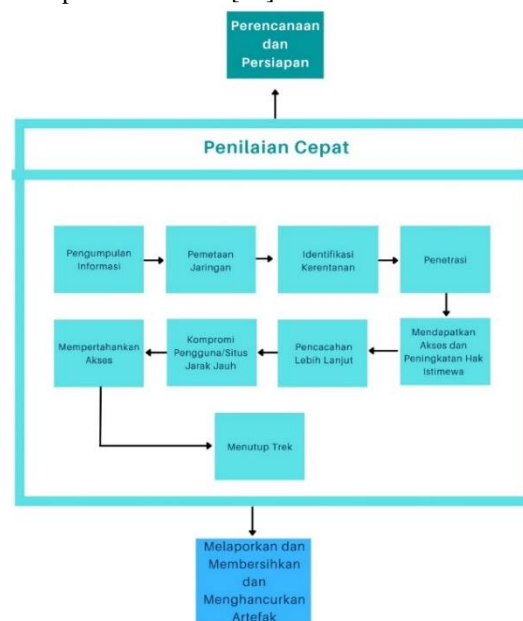 Perencanaan
dan
Persiapan
Penilaian Cepat
Pengumpulan
Informasi
Pemetaan
Jaringan
Identifikasi
Kerentanan
Penetrasi
Mempertahankan
Akses
Kompromi
Pengguna/Situs
Jarak Jauh
Pencacahan
Lebih Lanjut
Mendapatkan
Akses dan
Peningkatan Hak
Istimewa
Menutup Trek
Melaporkan dan
Membersihkan
dan
Menghancurkan
Artefak